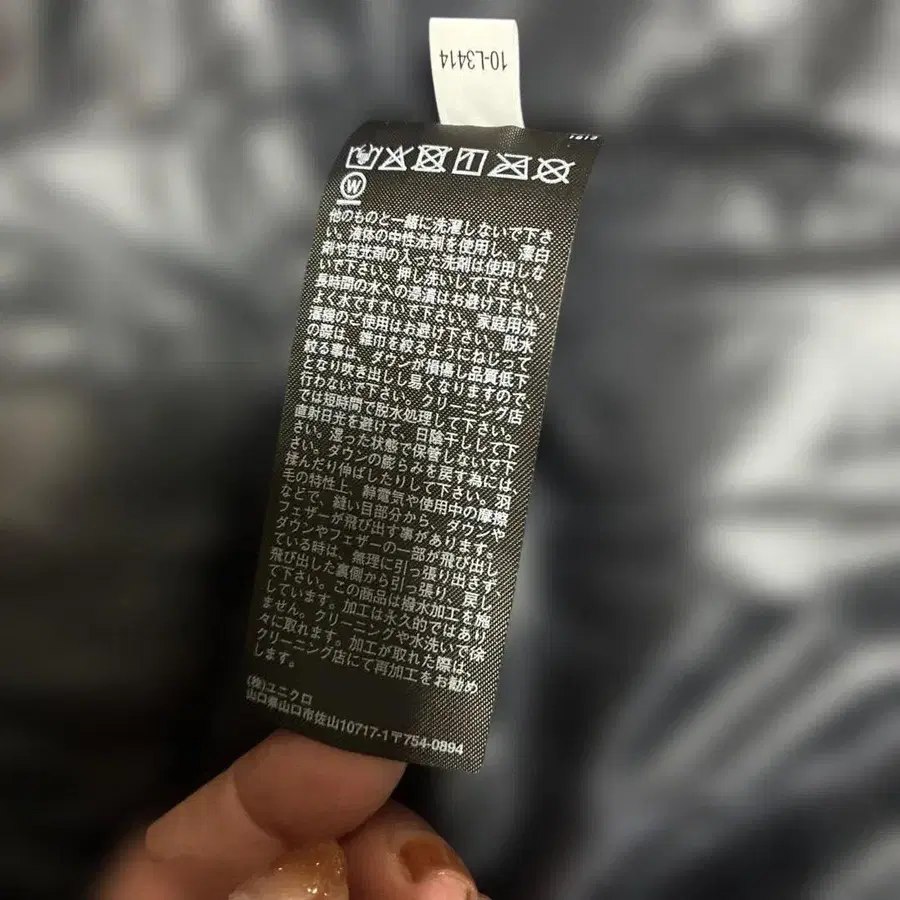 10-L3414
W
他のものと一緒に洗濯しないで下さ
い。液体の中性洗剤を使用し、漂白
剤や蛍光剤の入った洗剤は使用しな
いで下さい。押し洗いして下さい。
長時間の水への浸漬はお避け下さい。
よく水ですすいで下さい。家庭用洗
濯機のご使用はお避け下さい。脱水
の際は、雑巾を絞るようにねじって
絞る事は、ダウンが損傷し品質低下
となり吹き出しし易くなりますので、
行わないで下さい。クリーニング店
では短時間で脱水処理して下さい。
直射日光を避けて、日陰干しして下
さい。湿った状態で保管しないで下
さい。ダウンの膨らみを戻す為には、
揉んだり伸ばしたりして下さい。羽
毛の特性上、静電気や使用中の摩擦
などで、縫い目部分から、ダウンや
フェザーが飛び出す事があります。
ダウンやフェザーの一部が飛び出し
ている時は、無理に引っ張り出さず、
飛び出した裏側から引っ張り、戻し
て下さい。この商品は撥水加工を施
しています。加工は永久的ではあり
ません。クリーニングや水洗いで徐
々に取れます。加工が取れた際は、
クリーニング店にて再加工をお勧め
します。
(株)ユニクロ
山口県山口市佐山10717-1〒754-0894